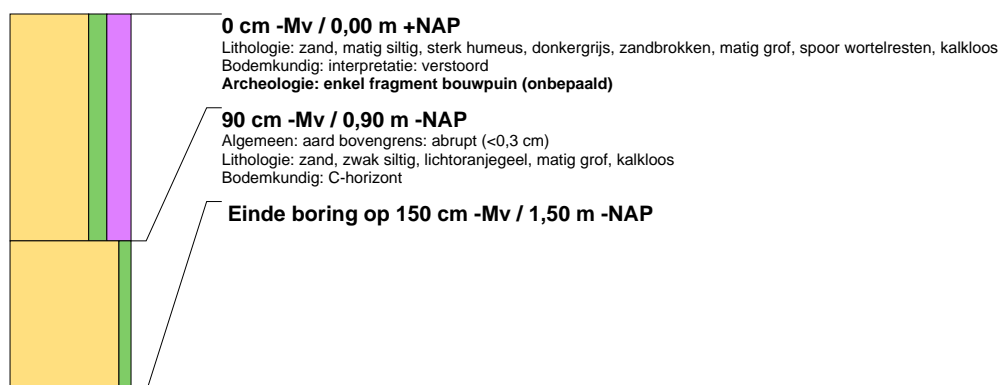 0 cm -Mv / 0,00 m +NAP
Lithologie: zand, matig siltig, sterk humeus, donkergrijs, zandbrokken, matig grof, spoor wortelresten, kalkloos
Bodemkundig: interpretatie: verstoord
Archeologie: enkel fragment bouwpuin (onbepaald)
90 cm -Mv / 0,90 m -NAP
Algemeen: aard bovengrens: abrupt (<0,3 cm)
Lithologie: zand, zwak siltig, lichtoranjegeel, matig grof, kalkloos
Bodemkundig: C-horizont
Einde boring op 150 cm -Mv / 1,50 m -NAP